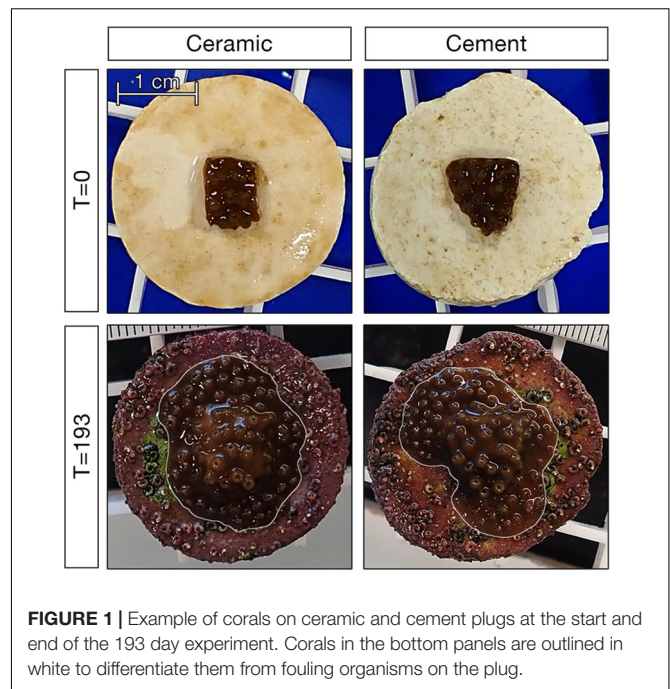 Ceramic
Cement
T=0
1 cm
T=193
FIGURE 1 | Example of corals on ceramic and cement plugs at the start and
end of the 193 day experiment. Corals in the bottom panels are outlined in
white to differentiate them from fouling organisms on the plug.